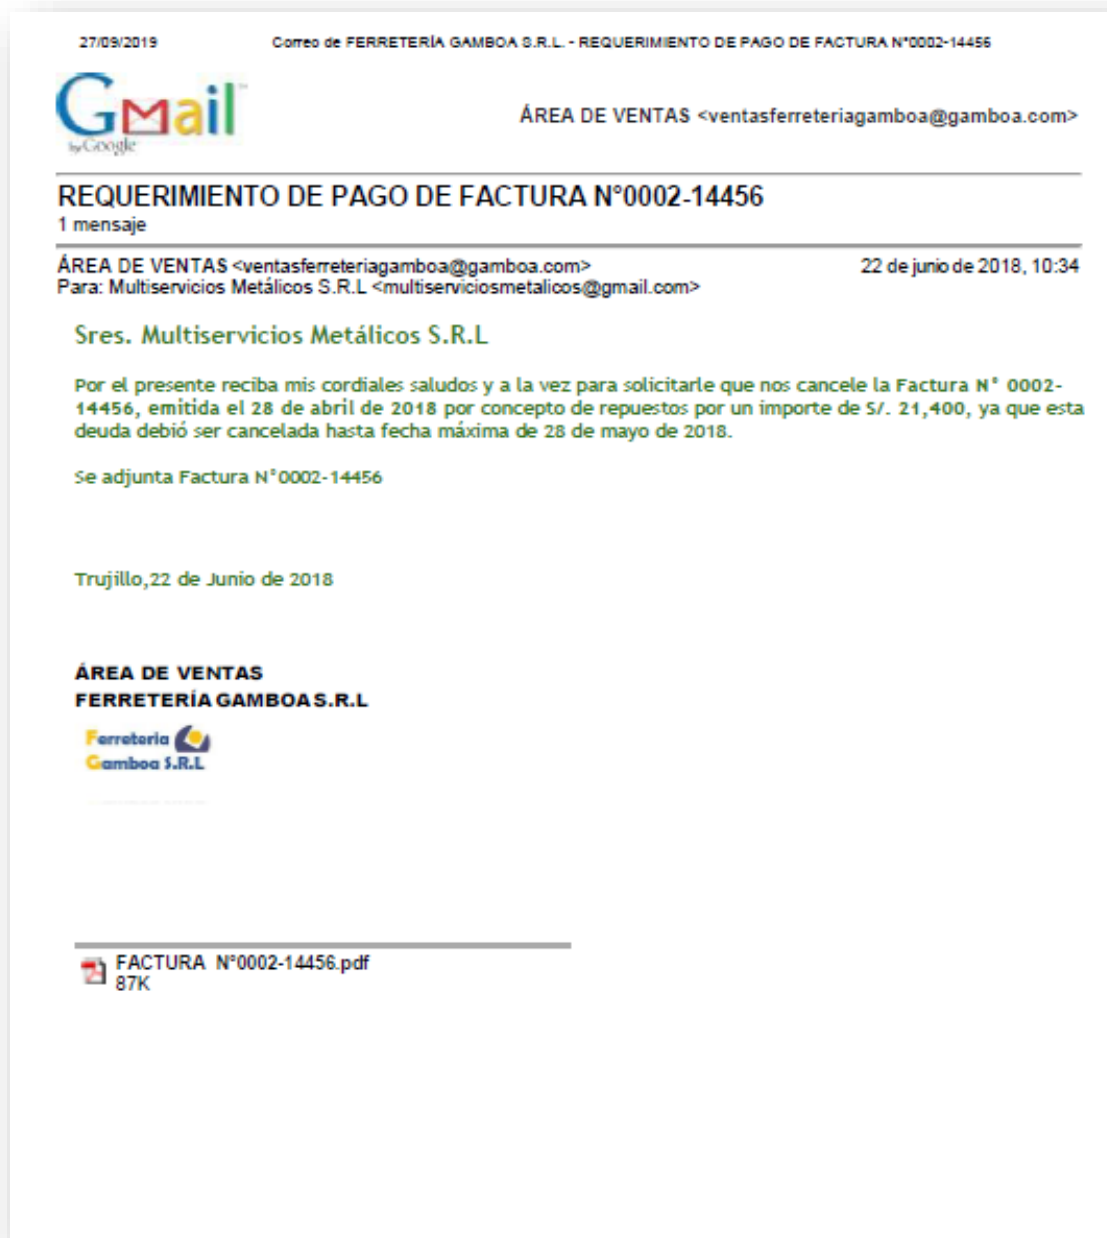 27/09/2019 Correo de FERRETERÍA GAMBOA S.R.L. - REQUERIMIENTO DE PAGO DE FACTURA N°0002-14456
GMail™
by Google
ÁREA DE VENTAS <ventasferreteriagamboa@gamboa.com>
REQUERIMIENTO DE PAGO DE FACTURA N°0002-14456
1 mensaje
ÁREA DE VENTAS <ventasferreteriagamboa@gamboa.com> 22 de junio de 2018, 10:34
Para: Multiservicios Metálicos S.R.L <multiserviciosmetalicos@gmail.com>
Sres. Multiservicios Metálicos S.R.L
Por el presente reciba mis cordiales saludos y a la vez para solicitarle que nos cancele la Factura N° 0002-
14456, emitida el 28 de abril de 2018 por concepto de repuestos por un importe de S/. 21,400, ya que esta
deuda debió ser cancelada hasta fecha máxima de 28 de mayo de 2018.
Se adjunta Factura N°0002-14456
Trujillo,22 de Junio de 2018
ÁREA DE VENTAS
FERRETERÍA GAMBOA S.R.L
Ferreteria
Gamboa S.R.L
FACTURA N°0002-14456.pdf
87K